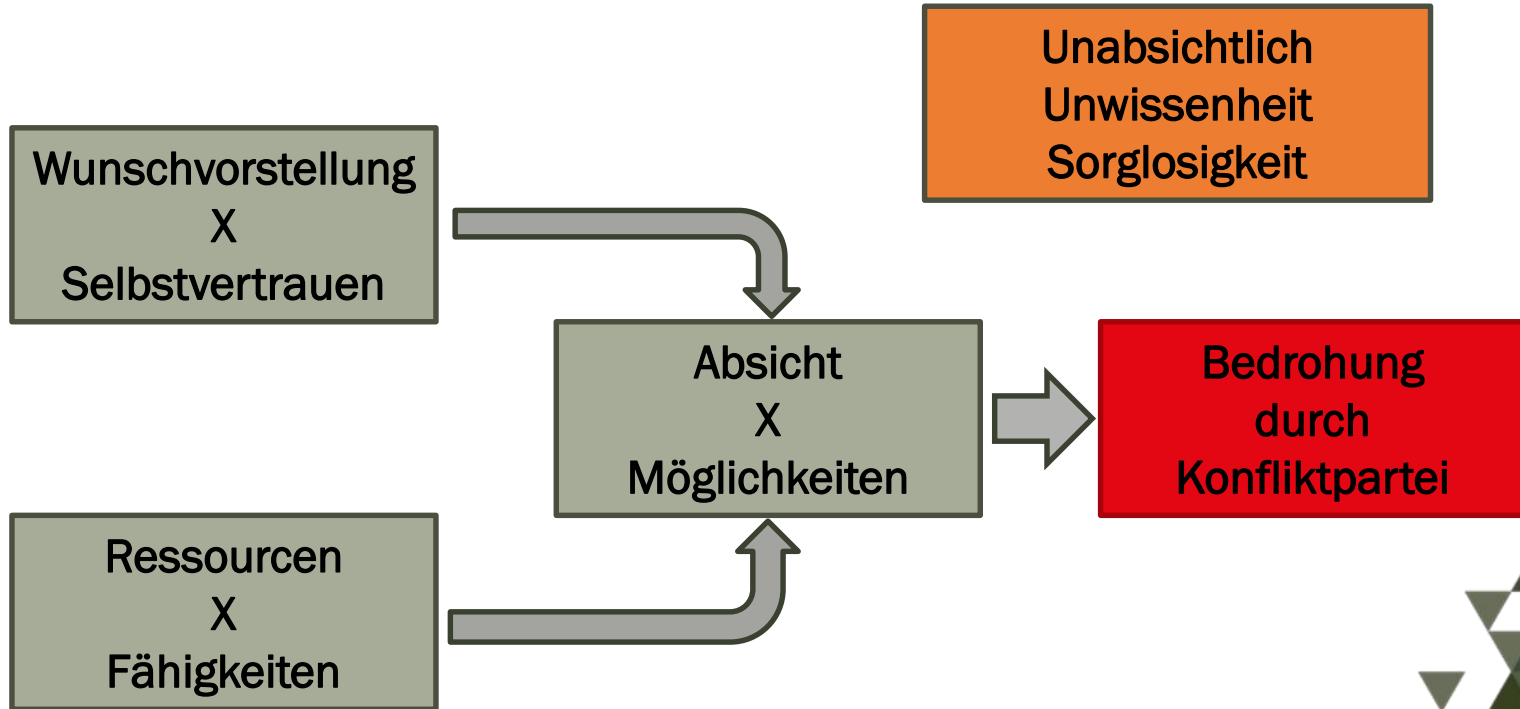 Unabsichtlich
Unwissenheit
Sorglosigkeit
Wunschvorstellung
X
Selbstvertrauen
Absicht
X
Möglichkeiten
Bedrohung
durch
Konfliktpartei
Ressourcen
X
Fähigkeiten